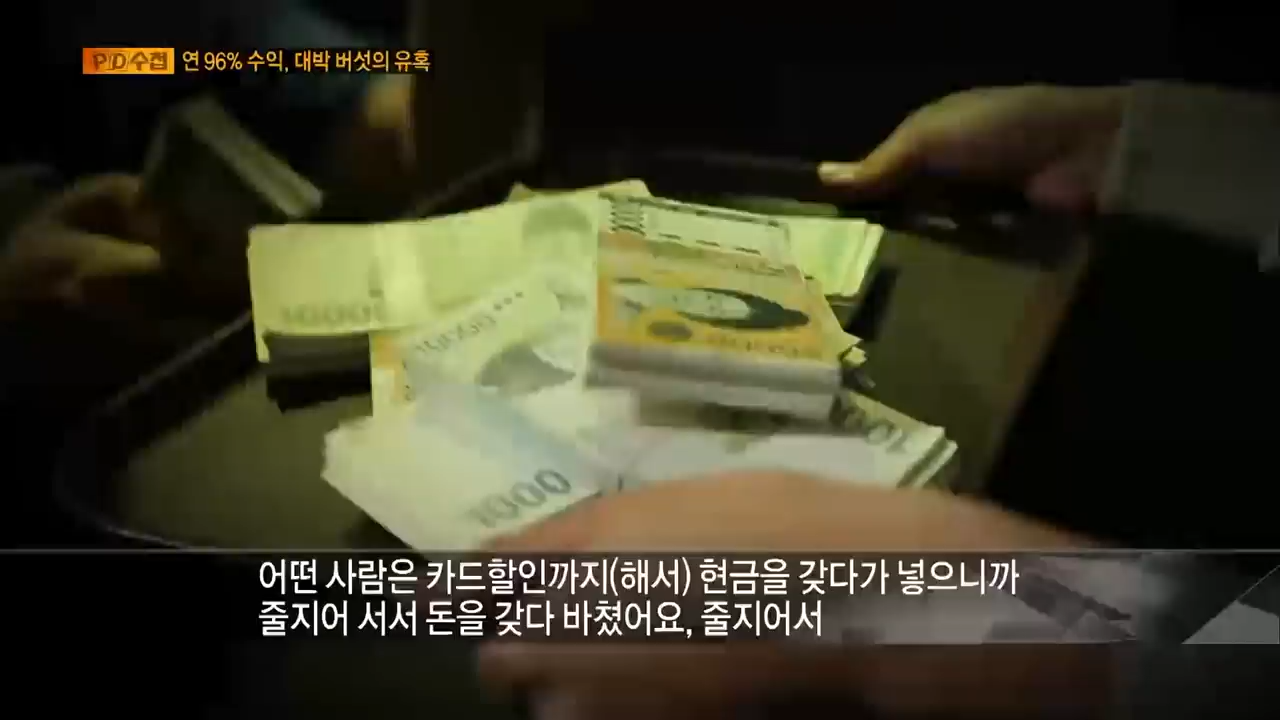 PD수첩 연 96% 수익, 대박 버섯의 유혹
10000
1000
어떤 사람은 카드할인까지(해서) 현금을 갖다가 넣으니까
줄지어 서서 돈을 갖다 바쳤어요, 줄지어서